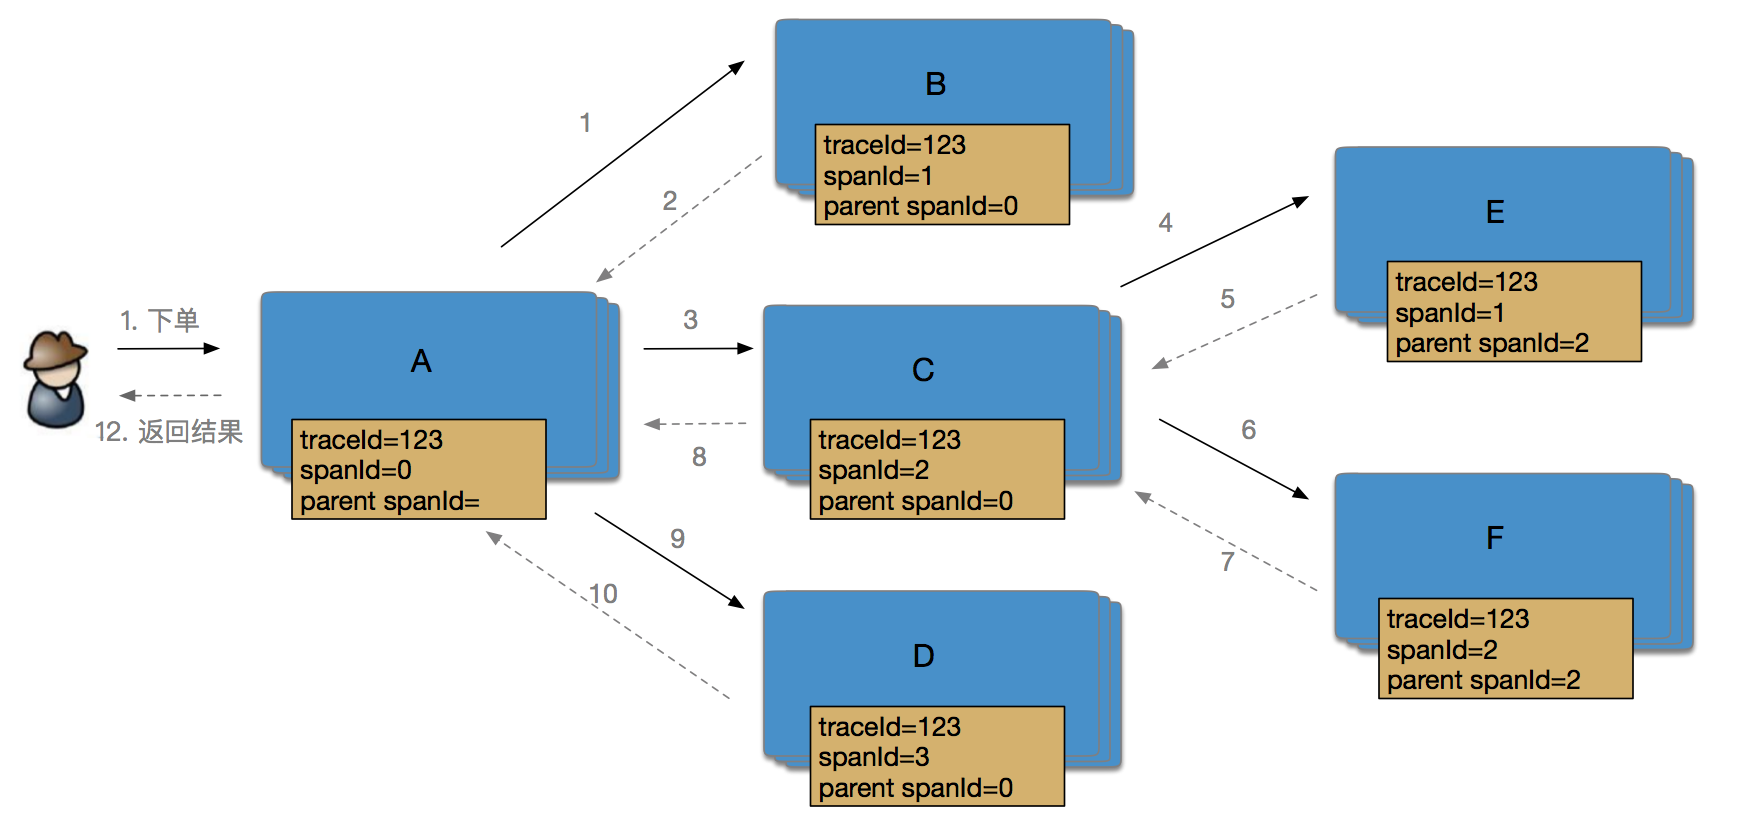 1. 下单
12. 返回结果
A
traceId=123
spanId=0
parent spanId=
1
2
B
traceId=123
spanId=1
parent spanId=0
3
8
C
traceId=123
spanId=2
parent spanId=0
9
10
D
traceId=123
spanId=3
parent spanId=0
4
5
E
traceId=123
spanId=1
parent spanId=2
6
7
F
traceId=123
spanId=2
parent spanId=2